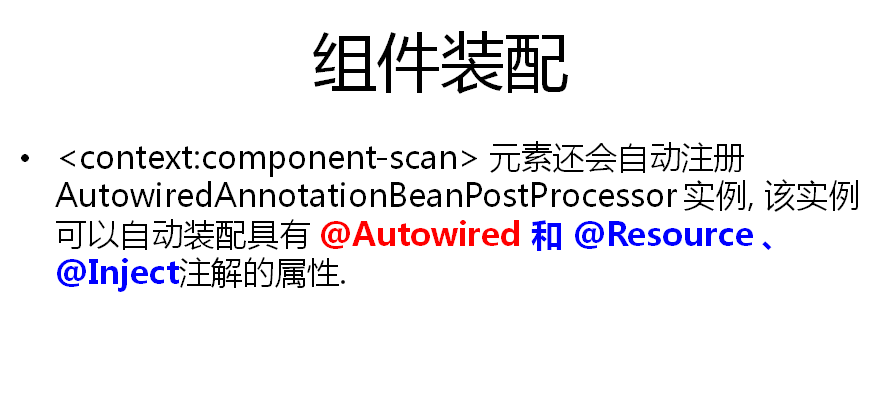 组件装配
• <context:component-scan> 元素还会自动注册
AutowiredAnnotationBeanPostProcessor 实例, 该实例
可以自动装配具有 @Autowired 和 @Resource 、
@Inject注解的属性.